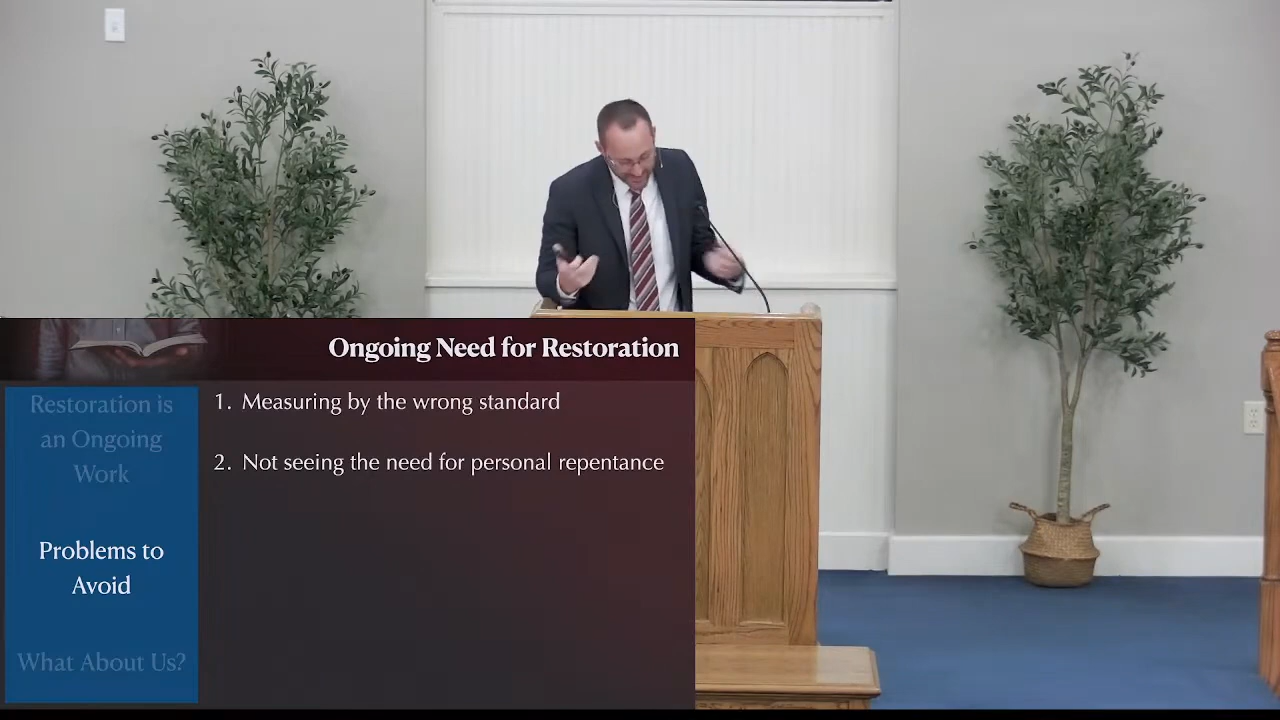 Ongoing Need for Restoration
Restoration is
an Ongoing
Work
Problems to
Avoid
What About Us?
1. Measuring by the wrong standard
2. Not seeing the need for personal repentance